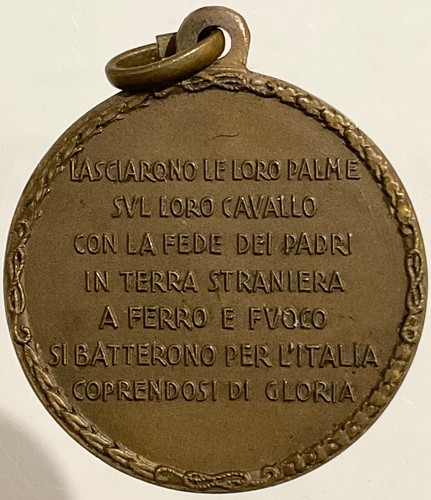 LASCIARONO LE LORO PALME
SVL LORO CAVALLO
CON LA FEDE DEI PADRI
IN TERRA STRANIERA
A FERRO E FVOCO
SI BATTERONO PER L'ITALIA
COPRENDOSI DI GLORIA